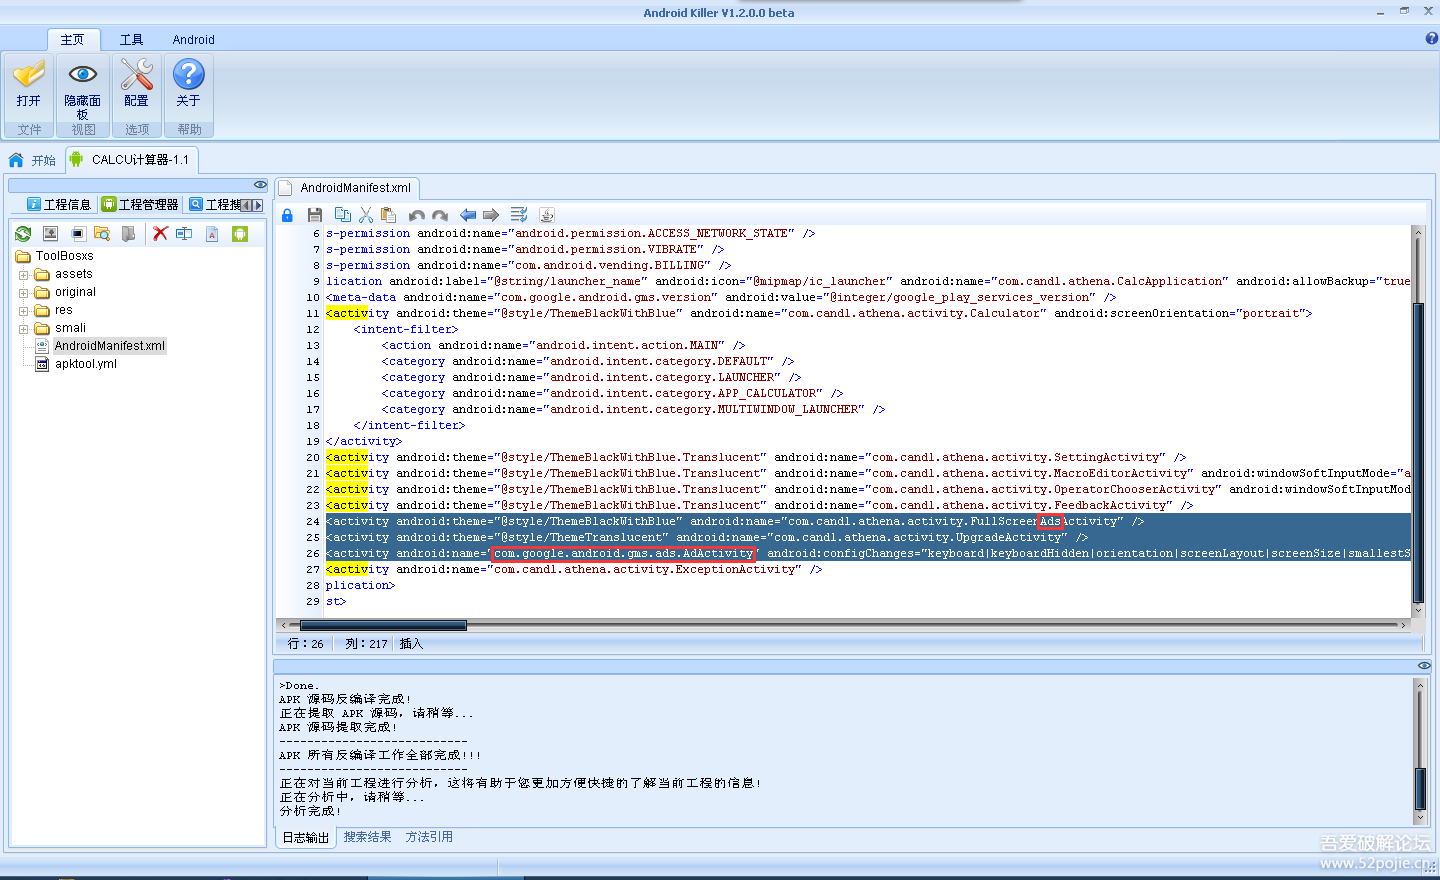 Android Killer V1.2.0.0 beta
主页 工具 Android
打开 隐藏面板 配置 关于
文件 视图 选项 帮助
开始 CALCU计算器-1.1
工程信息 工程管理器 工程搜
AndroidManifest.xml
ToolBosxs
assets
original
res
smali
AndroidManifest.xml
apktool.yml
6 s-permission android:name="android.permission.ACCESS_NETWORK_STATE" />
7 s-permission android:name="android.permission.VIBRATE" />
8 s-permission android:name="com.android.vending.BILLING" />
9 lication android:label="@string/launcher_name" android:icon="@mipmap/ic_launcher" android:name="com.candl.athena.CalcApplication" android:allowBackup="true
10 <meta-data android:name="com.google.android.gms.version" android:value="@integer/google_play_services_version" />
11 <activity android:theme="@style/ThemeBlackWithBlue" android:name="com.candl.athena.activity.Calculator" android:screenOrientation="portrait">
12 <intent-filter>
13 <action android:name="android.intent.action.MAIN" />
14 <category android:name="android.intent.category.DEFAULT" />
15 <category android:name="android.intent.category.LAUNCHER" />
16 <category android:name="android.intent.category.APP_CALCULATOR" />
17 <category android:name="android.intent.category.MULTIWINDOW_LAUNCHER" />
18 </intent-filter>
19 </activity>
20 <activity android:theme="@style/ThemeBlackWithBlue.Translucent" android:name="com.candl.athena.activity.SettingActivity" />
21 <activity android:theme="@style/ThemeBlackWithBlue.Translucent" android:name="com.candl.athena.activity.MacroEditorActivity" android:windowSoftInputMode="a
22 <activity android:theme="@style/ThemeBlackWithBlue.Translucent" android:name="com.candl.athena.activity.OperatorChooserActivity" android:windowSoftInputMod
23 <activity android:theme="@style/ThemeBlackWithBlue.Translucent" android:name="com.candl.athena.activity.FeedbackActivity" />
24 <activity android:theme="@style/ThemeBlackWithBlue" android:name="com.candl.athena.activity.FullScreenAdsActivity" />
25 <activity android:theme="@style/ThemeTranslucent" android:name="com.candl.athena.activity.UpgradeActivity" />
26 <activity android:name="com.google.android.gms.ads.AdActivity" android:configChanges="keyboard|keyboardHidden|orientation|screenLayout|screenSize|smallestS
27 <activity android:name="com.candl.athena.activity.ExceptionActivity" />
28 plication>
29 st>
行：26 列：217 插入
>Done.
APK 源码反编译完成!
正在提取 APK 源码，请稍等...
APK 源码提取完成!
---------------------------
APK 所有反编译工作全部完成!!!
---------------------------
正在对当前工程进行分析，这将有助于您更加方便快捷的了解当前工程的信息!
正在分析中，请稍等...
分析完成!
日志输出 搜索结果 方法引用
吾爱破解论坛
www.52pojie.cn